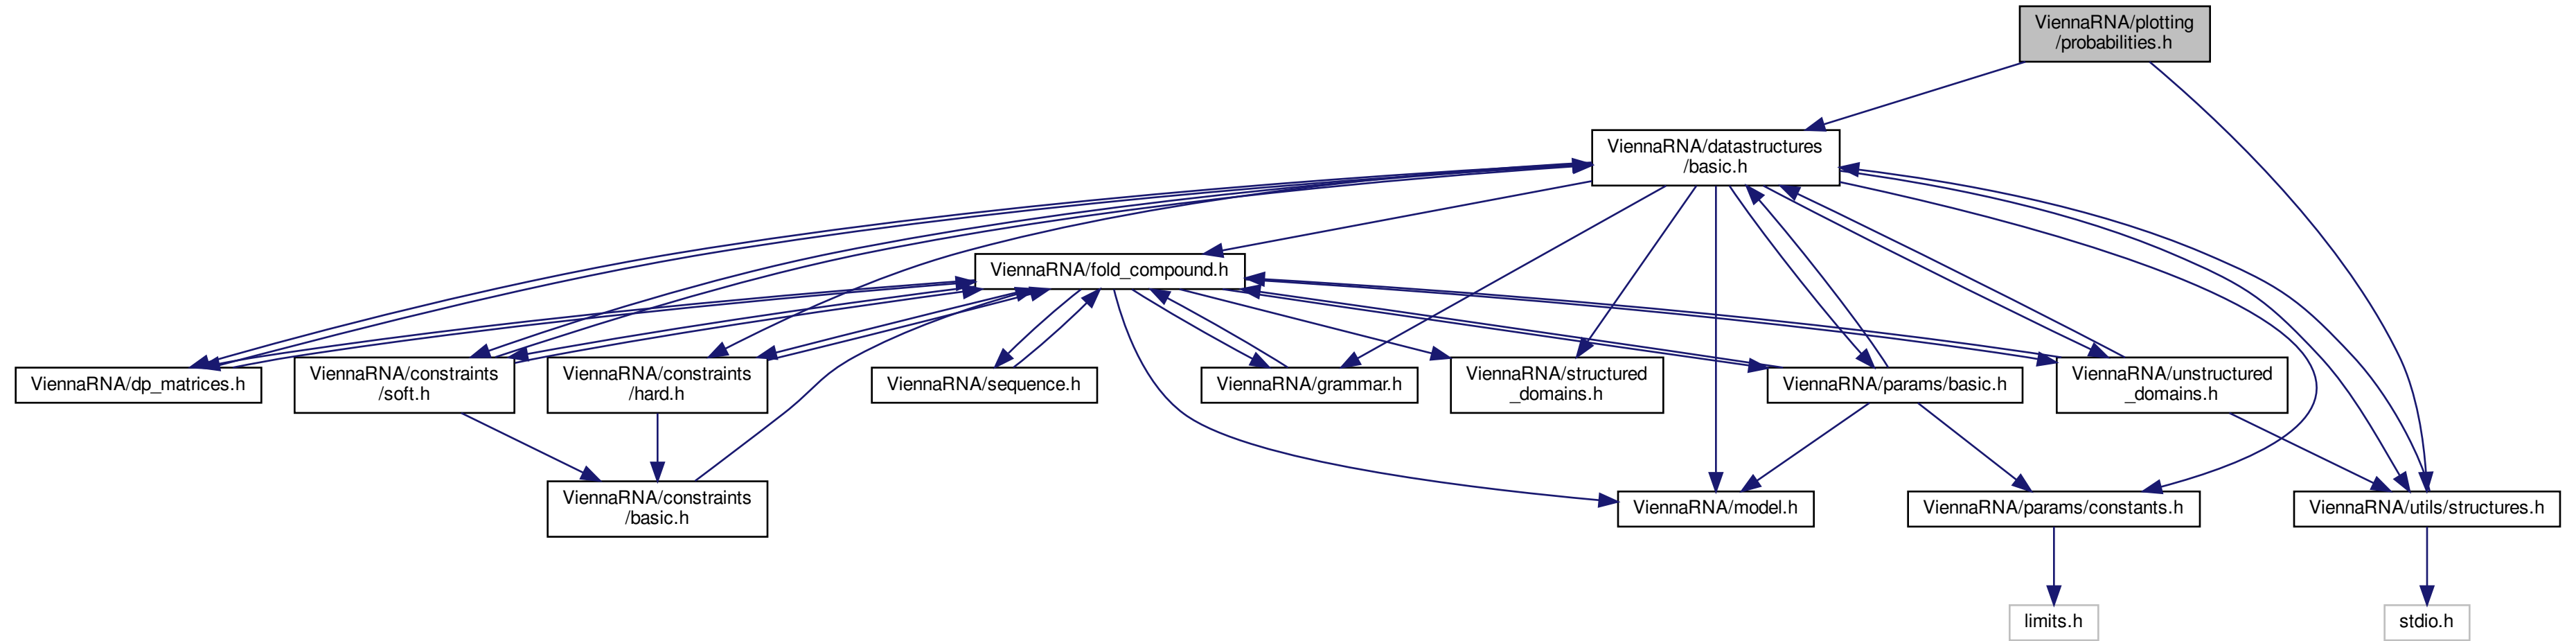 ViennaRNA/plotting
/probabilities.h
ViennaRNA/datastructures
/basic.h
ViennaRNA/fold_compound.h
ViennaRNA/dp_matrices.h
ViennaRNA/constraints
/soft.h
ViennaRNA/constraints
/hard.h
ViennaRNA/sequence.h
ViennaRNA/grammar.h
ViennaRNA/structured
_domains.h
ViennaRNA/params/basic.h
ViennaRNA/unstructured
_domains.h
ViennaRNA/constraints
/basic.h
ViennaRNA/model.h
ViennaRNA/params/constants.h
ViennaRNA/utils/structures.h
limits.h
stdio.h